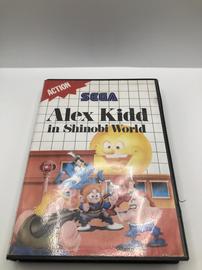 ACTION
SEGA
Alex Kidd
in Shinobi World